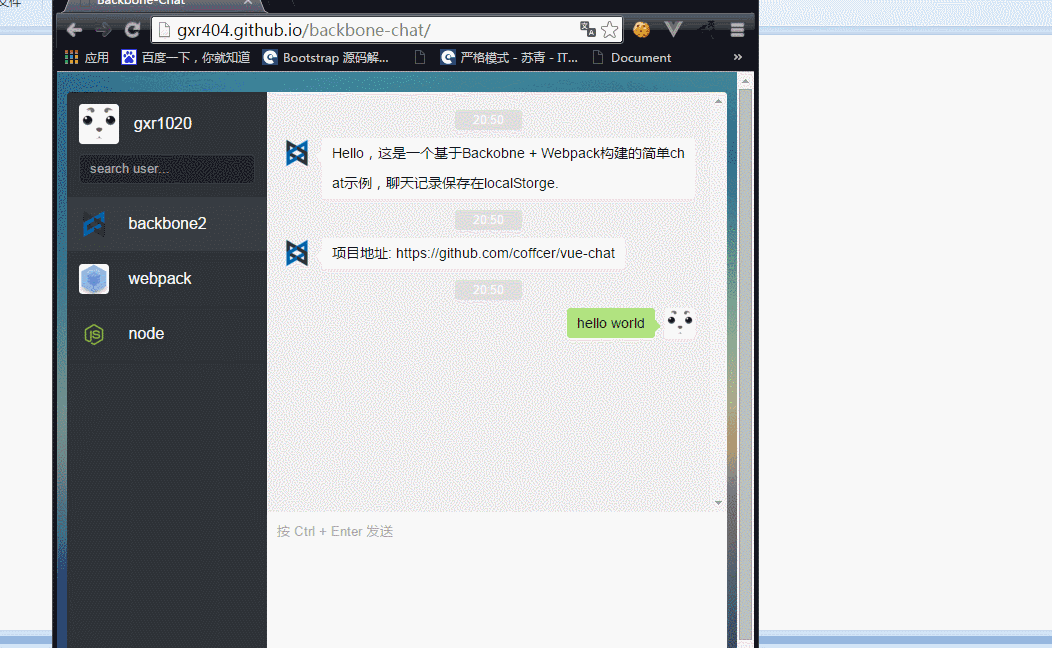 文件
Backbone-Chat
gxr404.github.io/backbone-chat/
应用 百度一下，你就知道 Bootstrap 源码解... 严格模式 - 苏青 - IT... Document »
gxr1020
search user...
backbone2
webpack
node
20:50
Hello，这是一个基于Backobne + Webpack构建的简单ch
at示例，聊天记录保存在localStorge.
20:50
项目地址: https://github.com/coffcer/vue-chat
20:50
hello world
按 Ctrl + Enter 发送